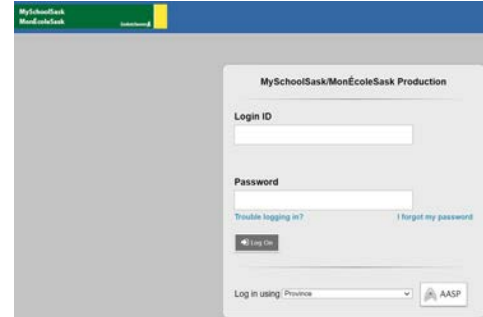 MySchoolSask
MonÉcoleSask
MySchoolSask/MonÉcoleSask Production
Login ID
Password
Trouble logging in? I forgot my password
Log On
Log in using Province AASP